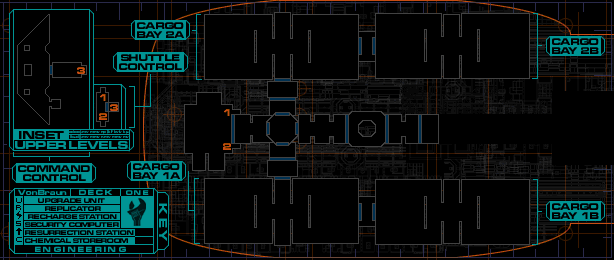 CARGO
BAY 2A
CARGO
BAY 2B
SHUTTLE
CONTROL
3
1
3
2
1
2
INSET
UPPER LEVELS
COMMAND
CONTROL
CARGO
BAY 1A
CARGO
BAY 1B
VonBraun DECK ONE
U UPGRADE UNIT
R REPLICATOR
RECHARGE STATION
S SECURITY COMPUTER
RESURRECTION STATION
C CHEMICAL STOREROOM
ENGINEERING
KEY